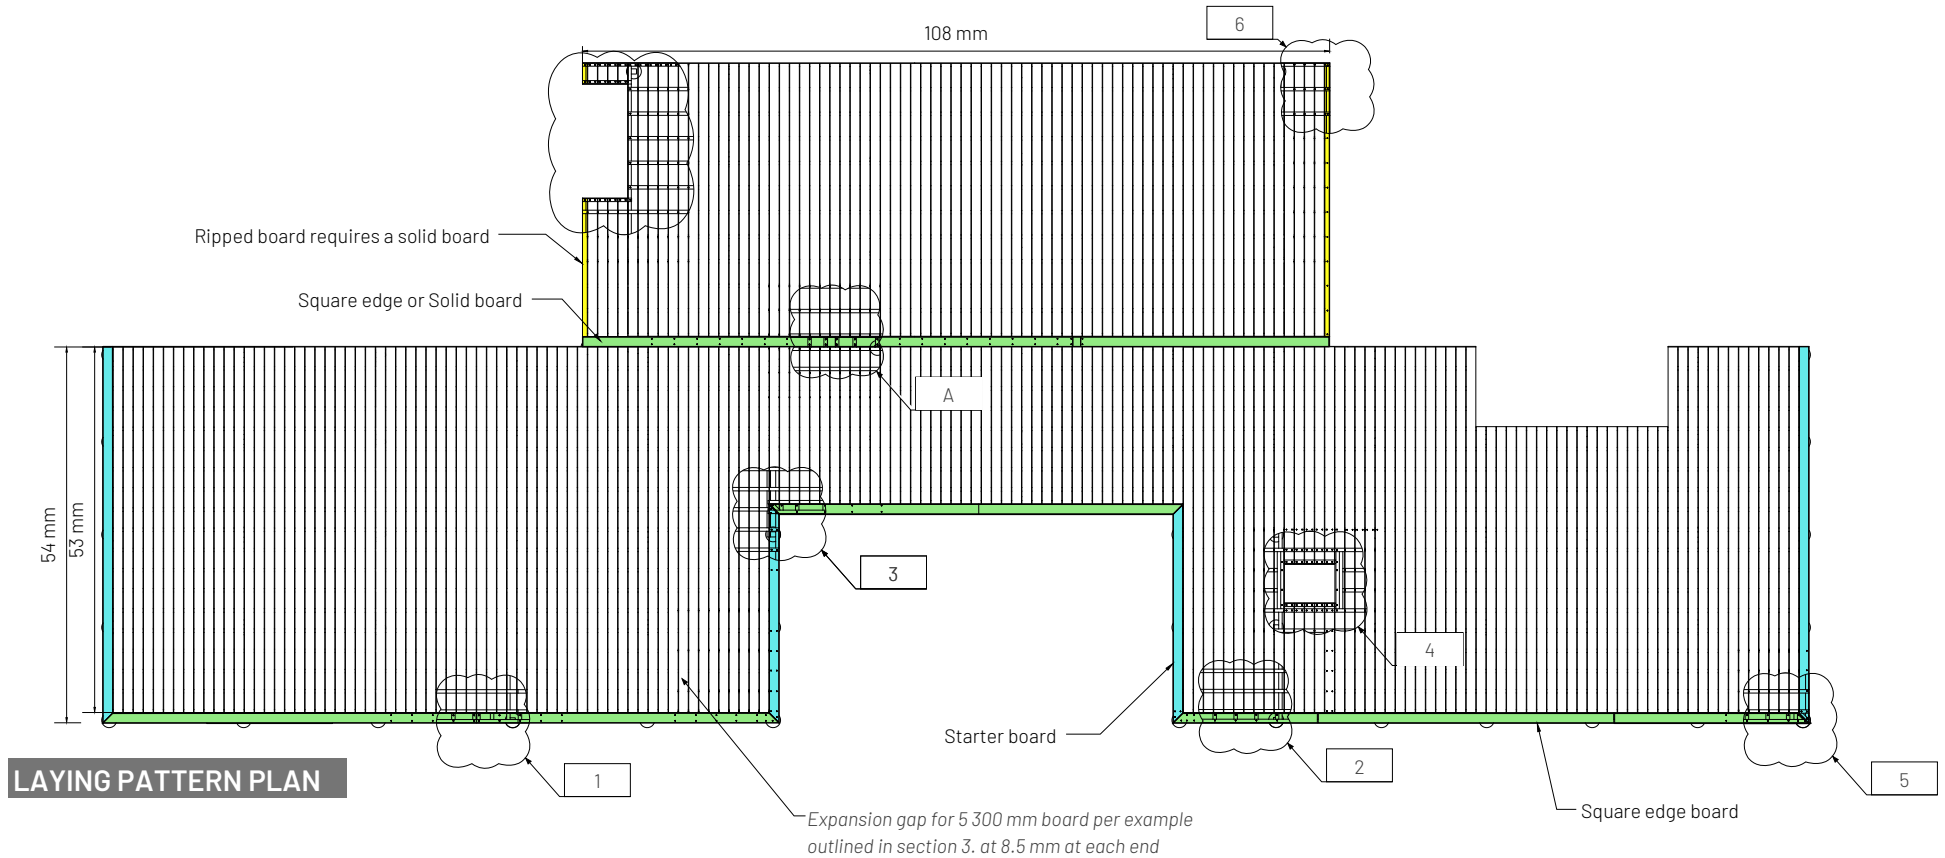 6
108 mm
Ripped board requires a solid board
Square edge or Solid board
A
54 mm
53 mm
3
4
Starter board
2
1
5
LAYING PATTERN PLAN
Square edge board
Expansion gap for 5 300 mm board per example
outlined in section 3. at 8.5 mm at each end